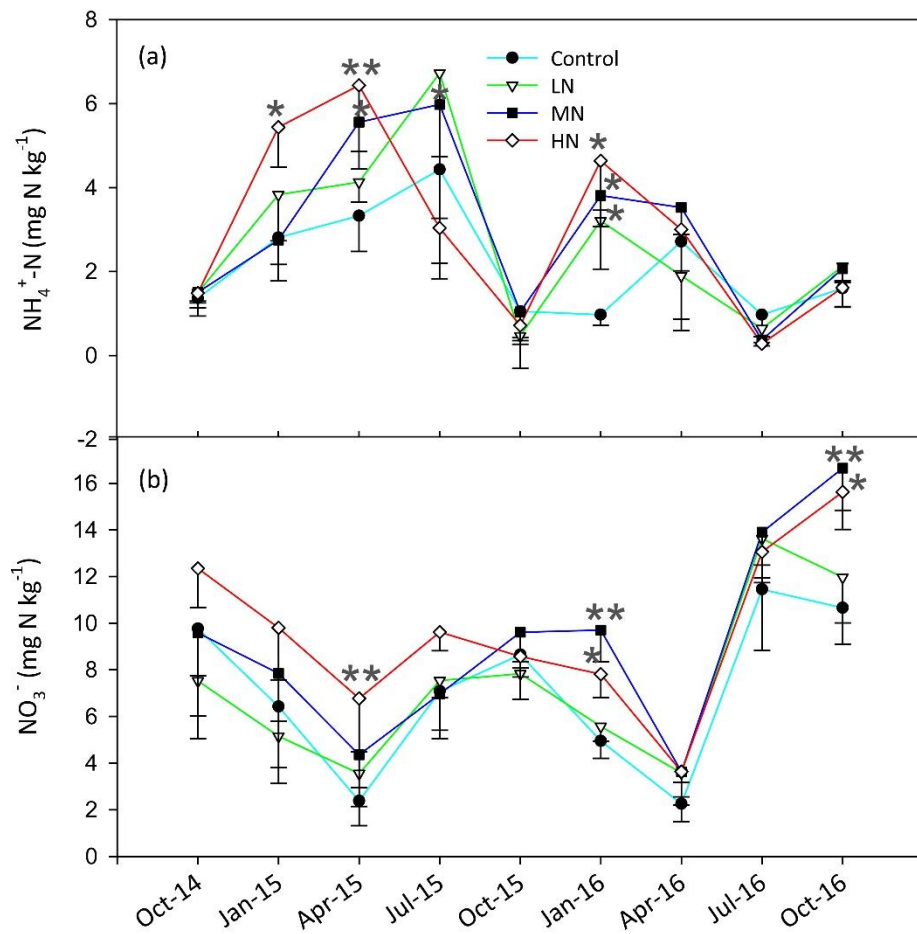 8
(a)
** Control
* * * LN
6
MN
* HN
NH₄⁺-N (mg N kg⁻¹)
4
*
*
2
0
-2
(b)
**
16
*
14
12
NO₃⁻ (mg N kg⁻¹)
10
**
8
** *
6
4
2
0
Oct-14 Jan-15 Apr-15 Jul-15 Oct-15 Jan-16 Apr-16 Jul-16 Oct-16